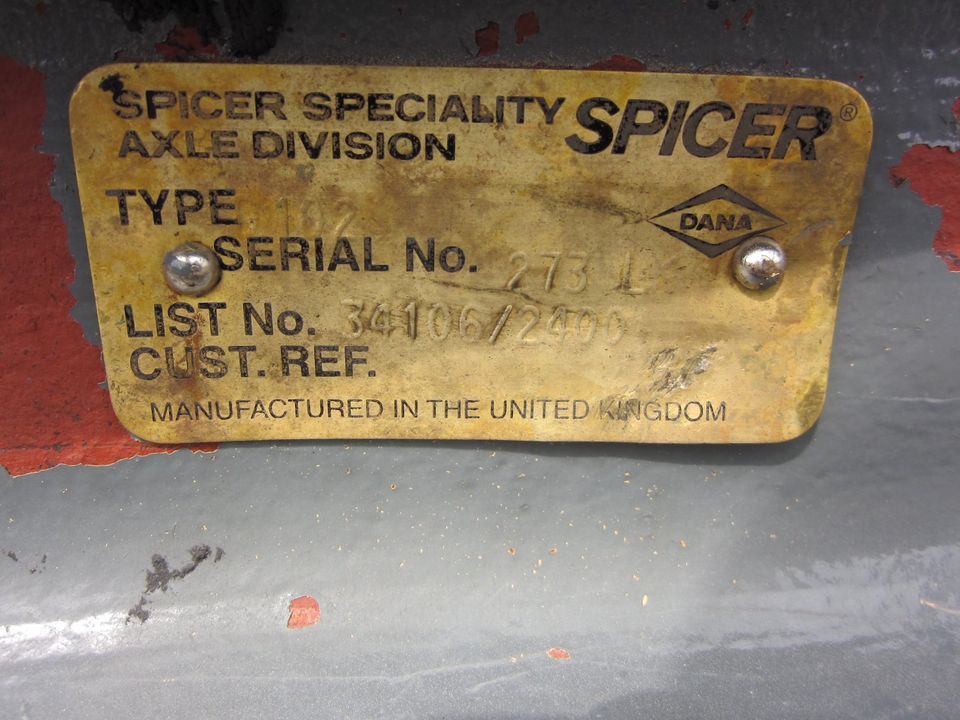 SPICER SPECIALITY
AXLE DIVISION
SPICER®
DANA
TYPE
SERIAL No. 273 L
LIST No. 34106/2400
CUST. REF.
MANUFACTURED IN THE UNITED KINGDOM